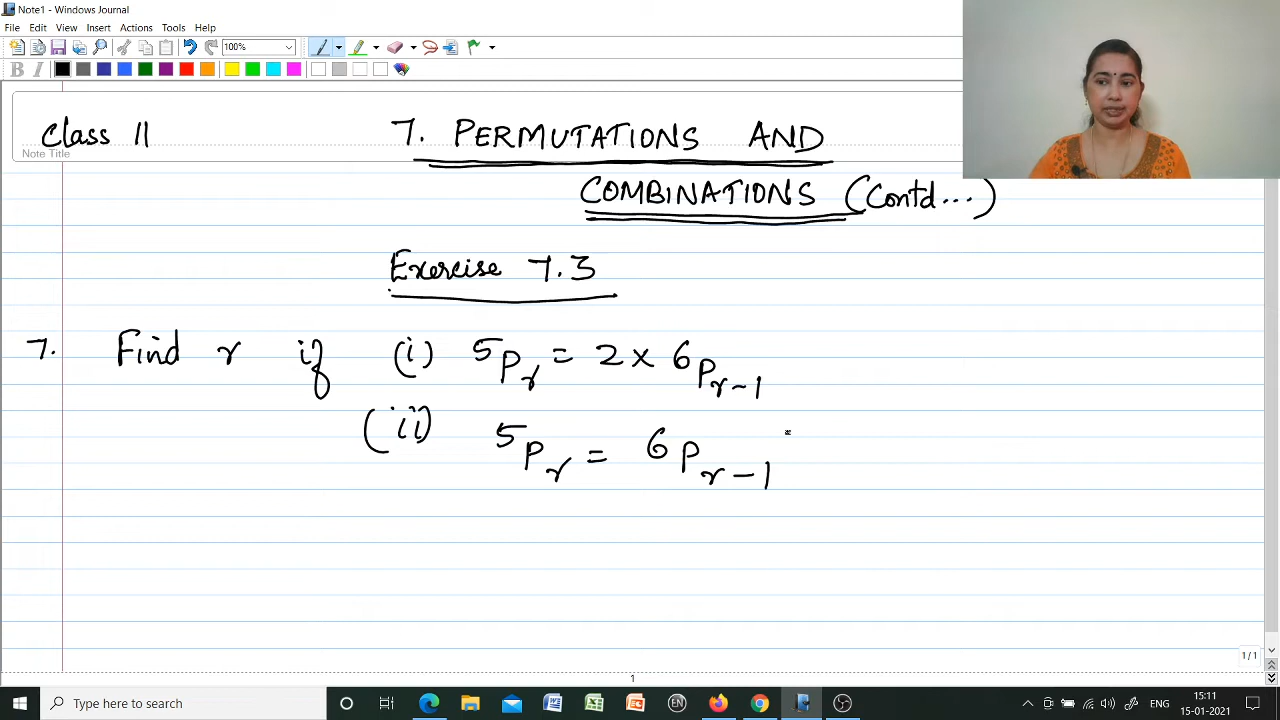 Note1 - Windows Journal
File Edit View Insert Actions Tools Help
100%
B I
Class 11
7. PERMUTATIONS AND
Note Title
COMBINATIONS (Contd...)
Exercise 7.3
7. Find r if (i) ⁵Pᵣ = 2 × ⁶Pᵣ₋₁
(ii) ⁵Pᵣ = ⁶Pᵣ₋₁
1/1
1
Type here to search
EN
ENG
15:11
15-01-2021